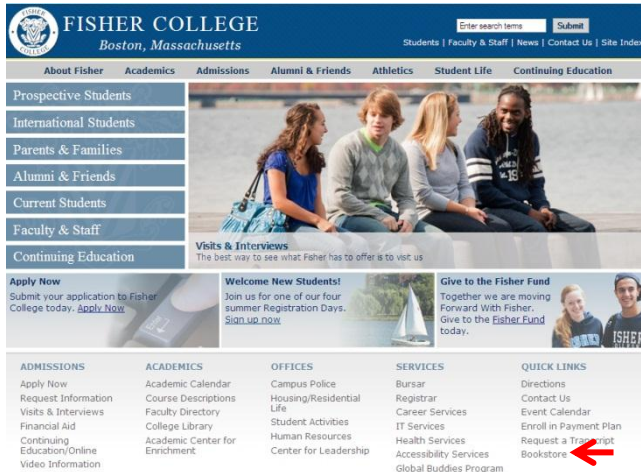 FISHER
COLLEGE
FISHER COLLEGE
Boston, Massachusetts
Enter search terms Submit
Students | Faculty & Staff | News | Contact Us | Site Index
About Fisher Academics Admissions Alumni & Friends Athletics Student Life Continuing Education
Prospective Students
International Students
Parents & Families
Alumni & Friends
Current Students
Faculty & Staff
Continuing Education
Visits & Interviews
The best way to see what Fisher has to offer is to visit us
Apply Now
Submit your application to Fisher
College today. Apply Now
Welcome New Students!
Join us for one of our four
summer Registration Days.
Sign up now
Give to the Fisher Fund
Together we are moving
Forward With Fisher.
Give to the Fisher Fund
today.
ISHER
ADMISSIONS
Apply Now
Request Information
Visits & Interviews
Financial Aid
Continuing
Education/Online
Video Information
ACADEMICS
Academic Calendar
Course Descriptions
Faculty Directory
College Library
Academic Center for
Enrichment
OFFICES
Campus Police
Housing/Residential
Life
Student Activities
Human Resources
Center for Leadership
SERVICES
Bursar
Registrar
Career Services
IT Services
Health Services
Accessibility Services
Global Buddies Program
QUICK LINKS
Directions
Contact Us
Event Calendar
Enroll in Payment Plan
Request a Transcript
Bookstore